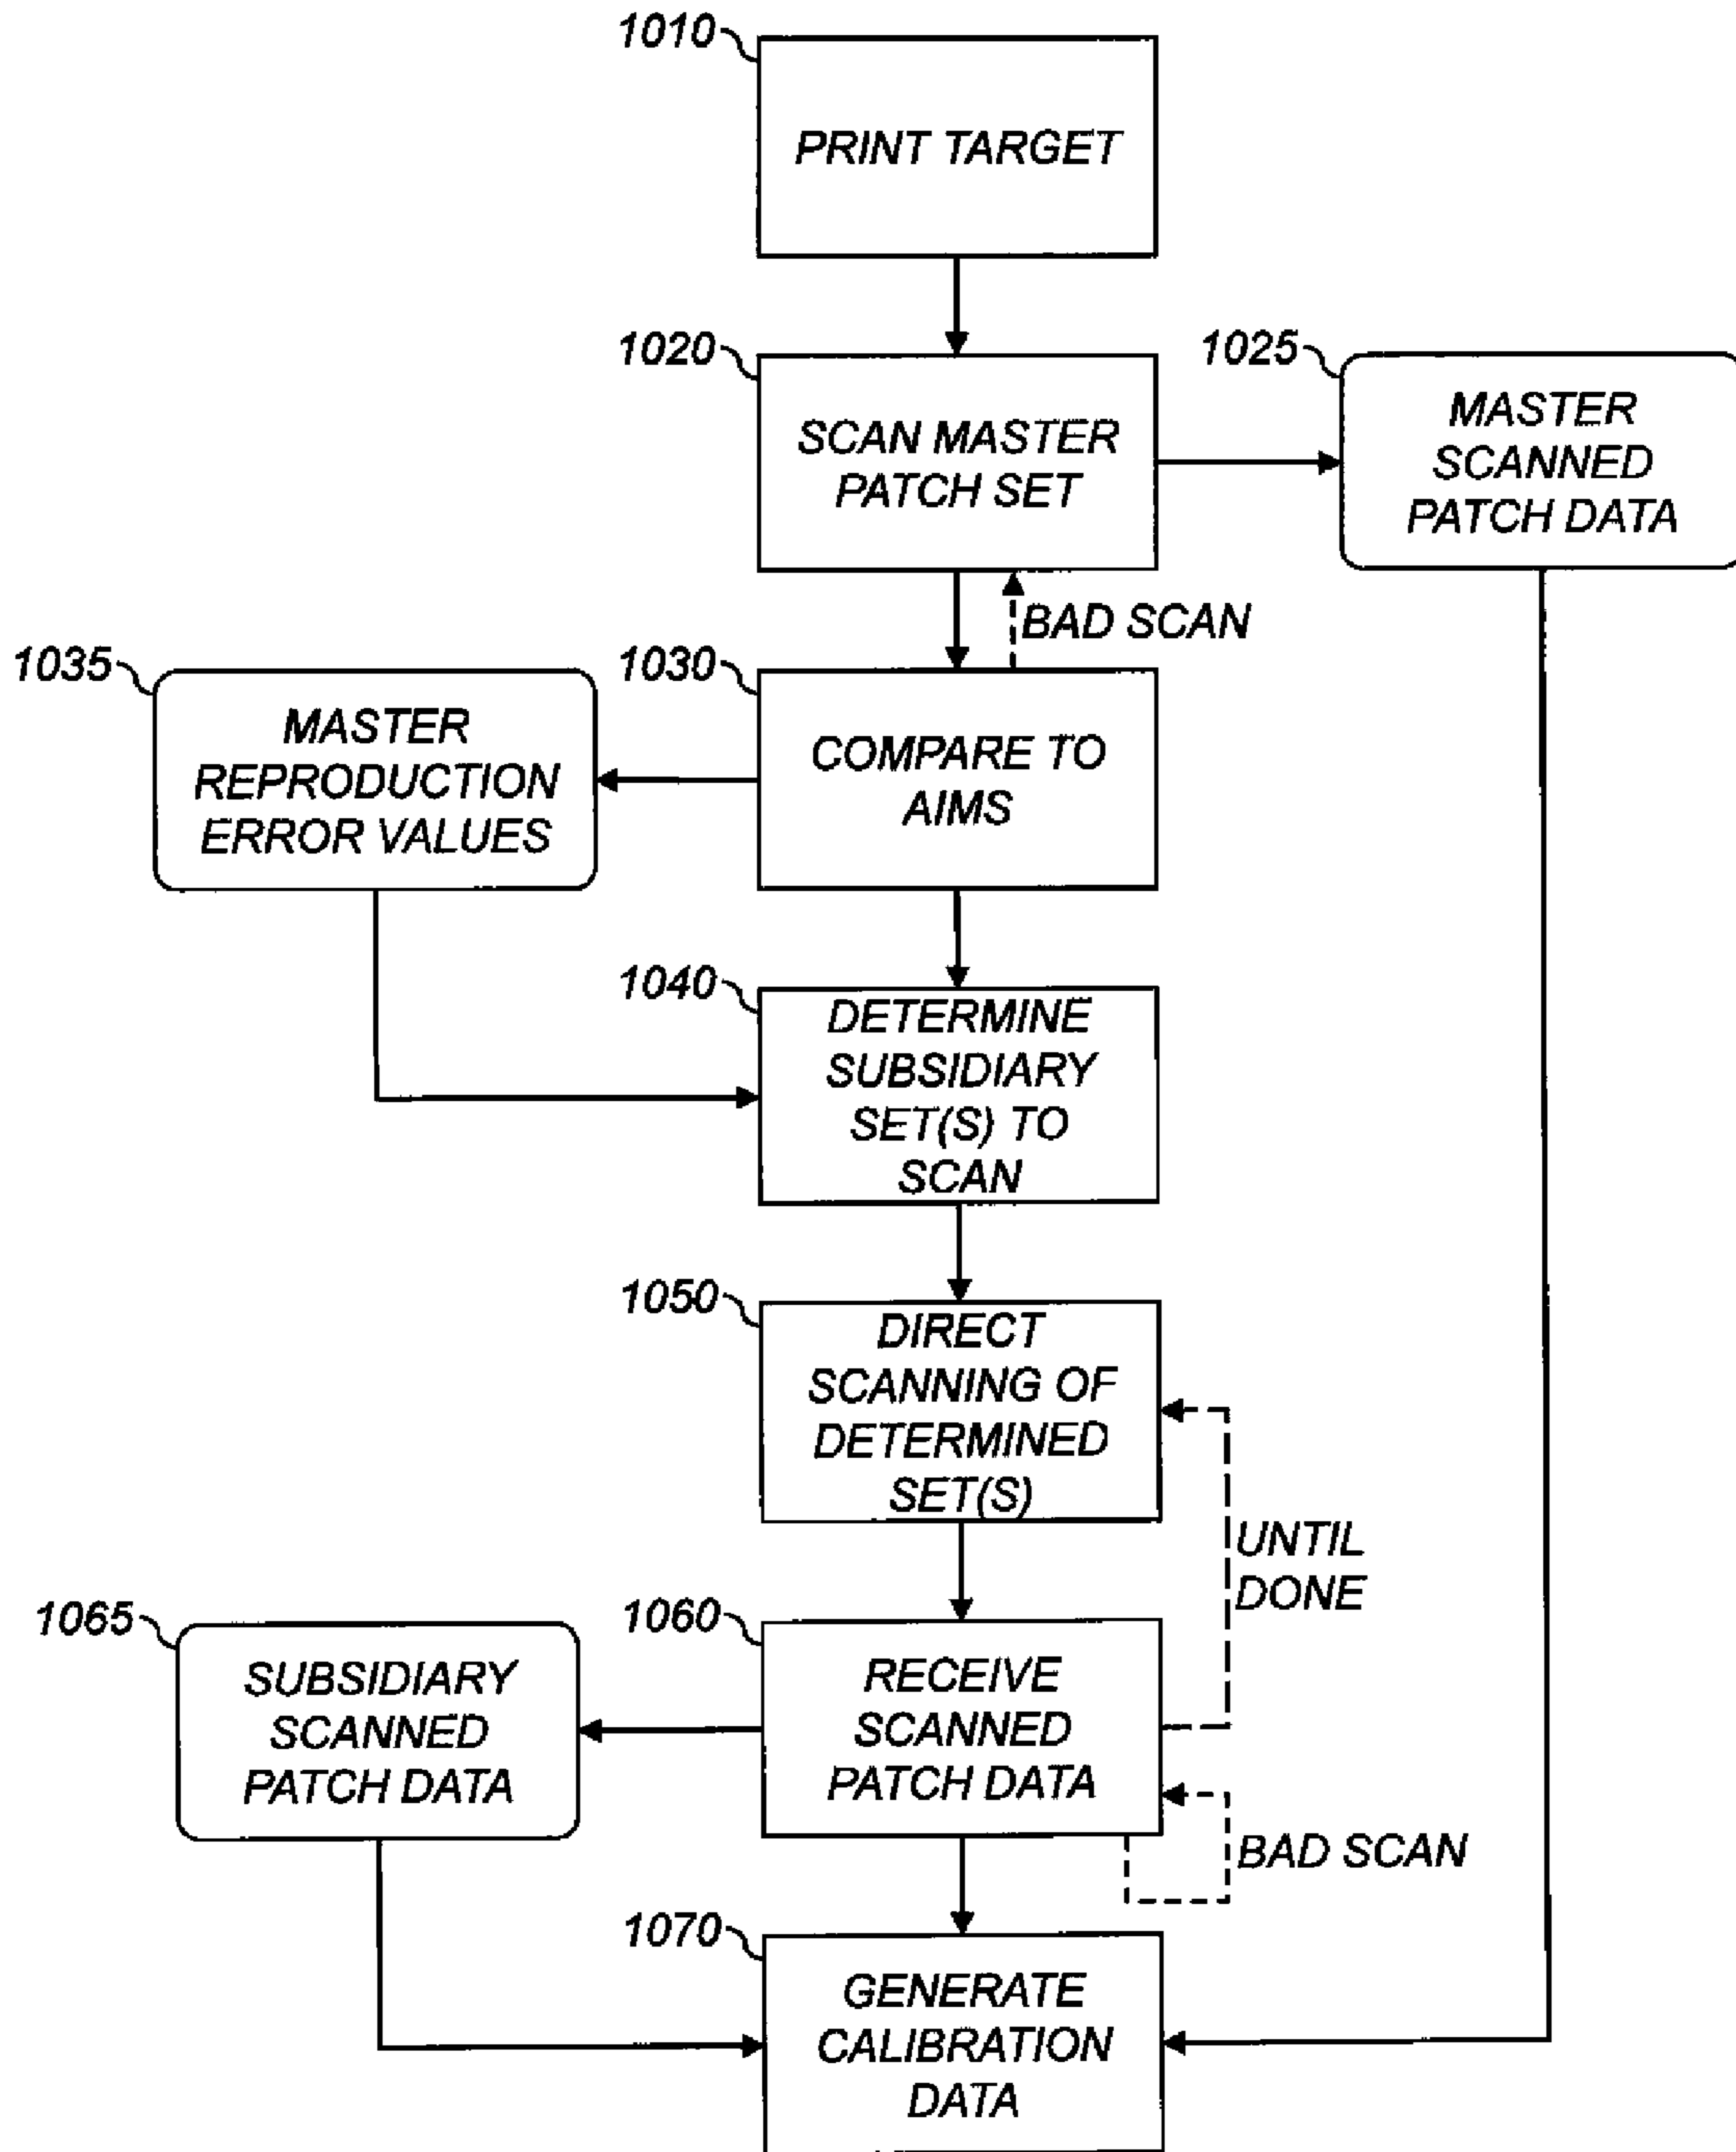 1010
PRINT TARGET
1020
SCAN MASTER
PATCH SET
1025
MASTER
SCANNED
PATCH DATA
BAD SCAN
1035
MASTER
REPRODUCTION
ERROR VALUES
1030
COMPARE TO
AIMS
1040
DETERMINE
SUBSIDIARY
SET(S) TO
SCAN
1050
DIRECT
SCANNING OF
DETERMINED
SET(S)
UNTIL
DONE
1065
SUBSIDIARY
SCANNED
PATCH DATA
1060
RECEIVE
SCANNED
PATCH DATA
BAD SCAN
1070
GENERATE
CALIBRATION
DATA